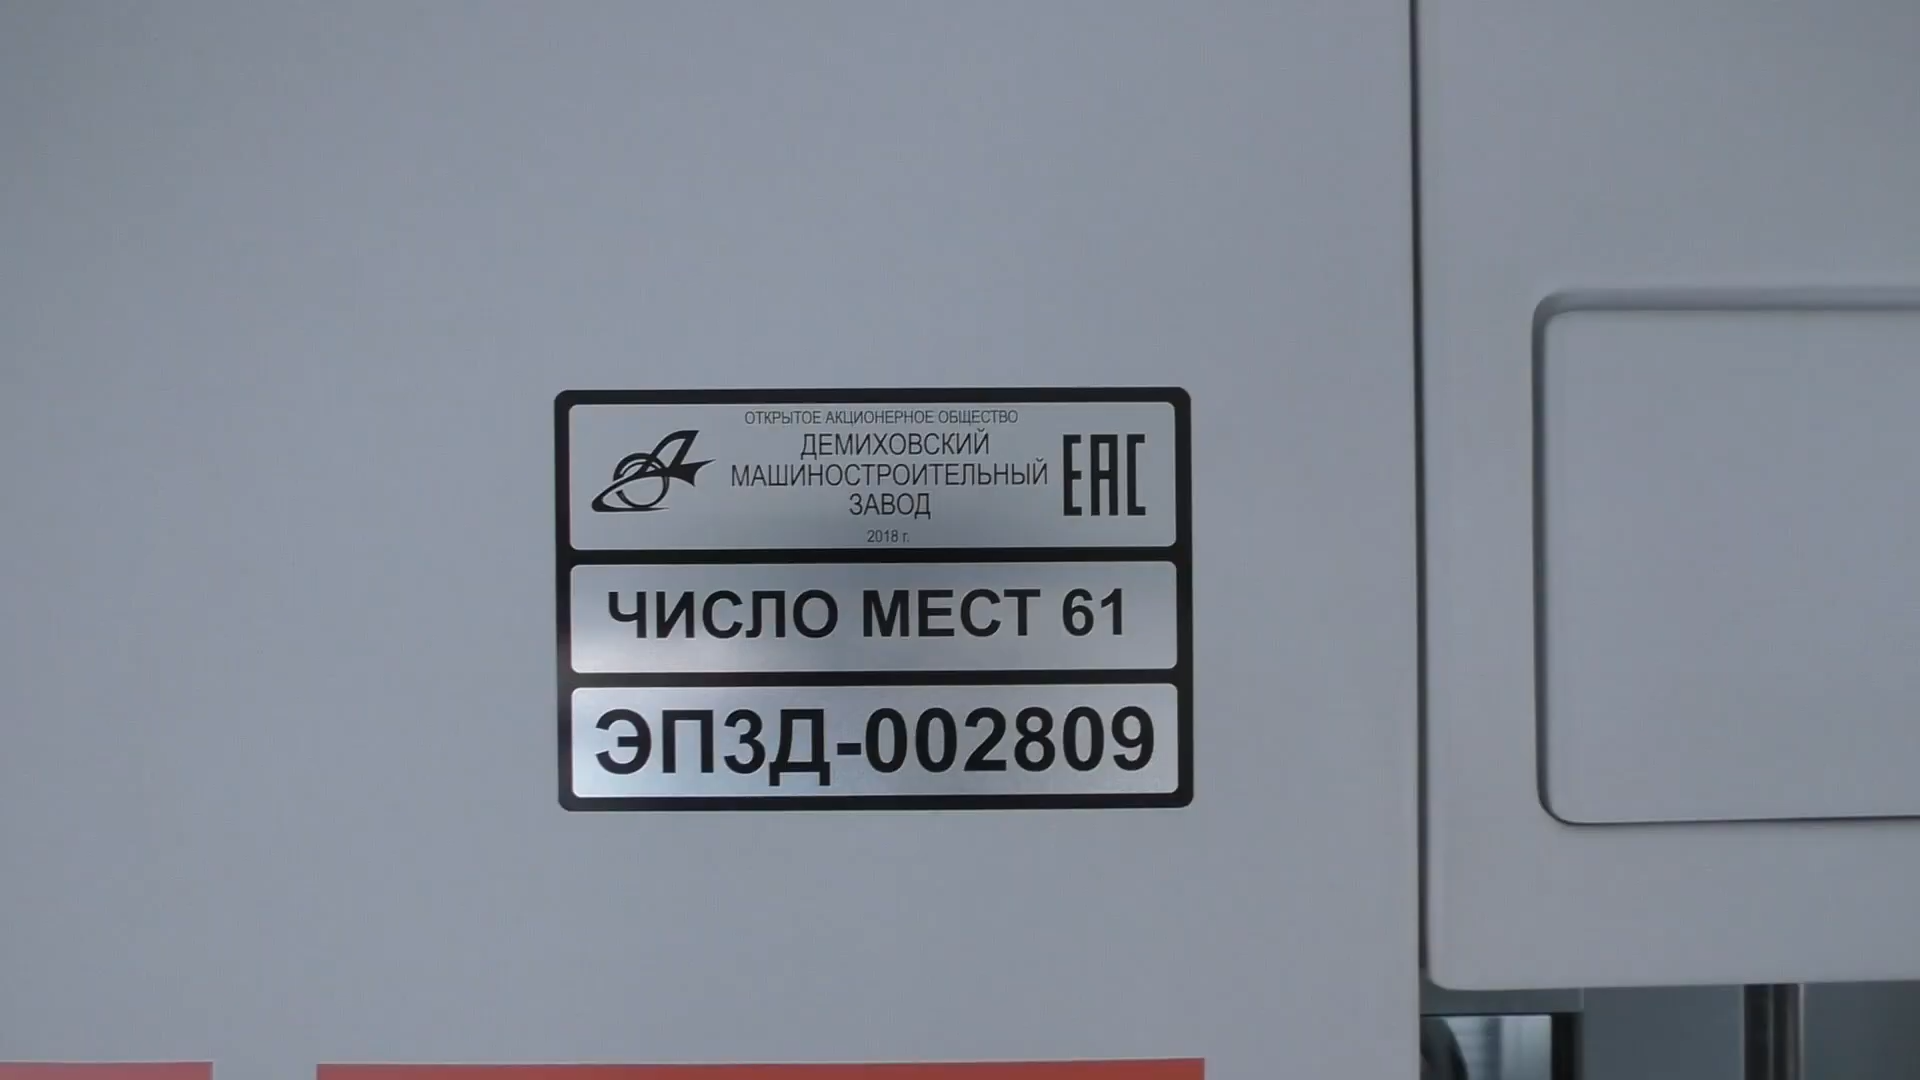 ОТКРЫТОЕ АКЦИОНЕРНОЕ ОБЩЕСТВО
ДЕМИХОВСКИЙ
МАШИНОСТРОИТЕЛЬНЫЙ
ЗАВОД
2018 г.
ЕАС
ЧИСЛО МЕСТ 61
ЭП3Д-002809